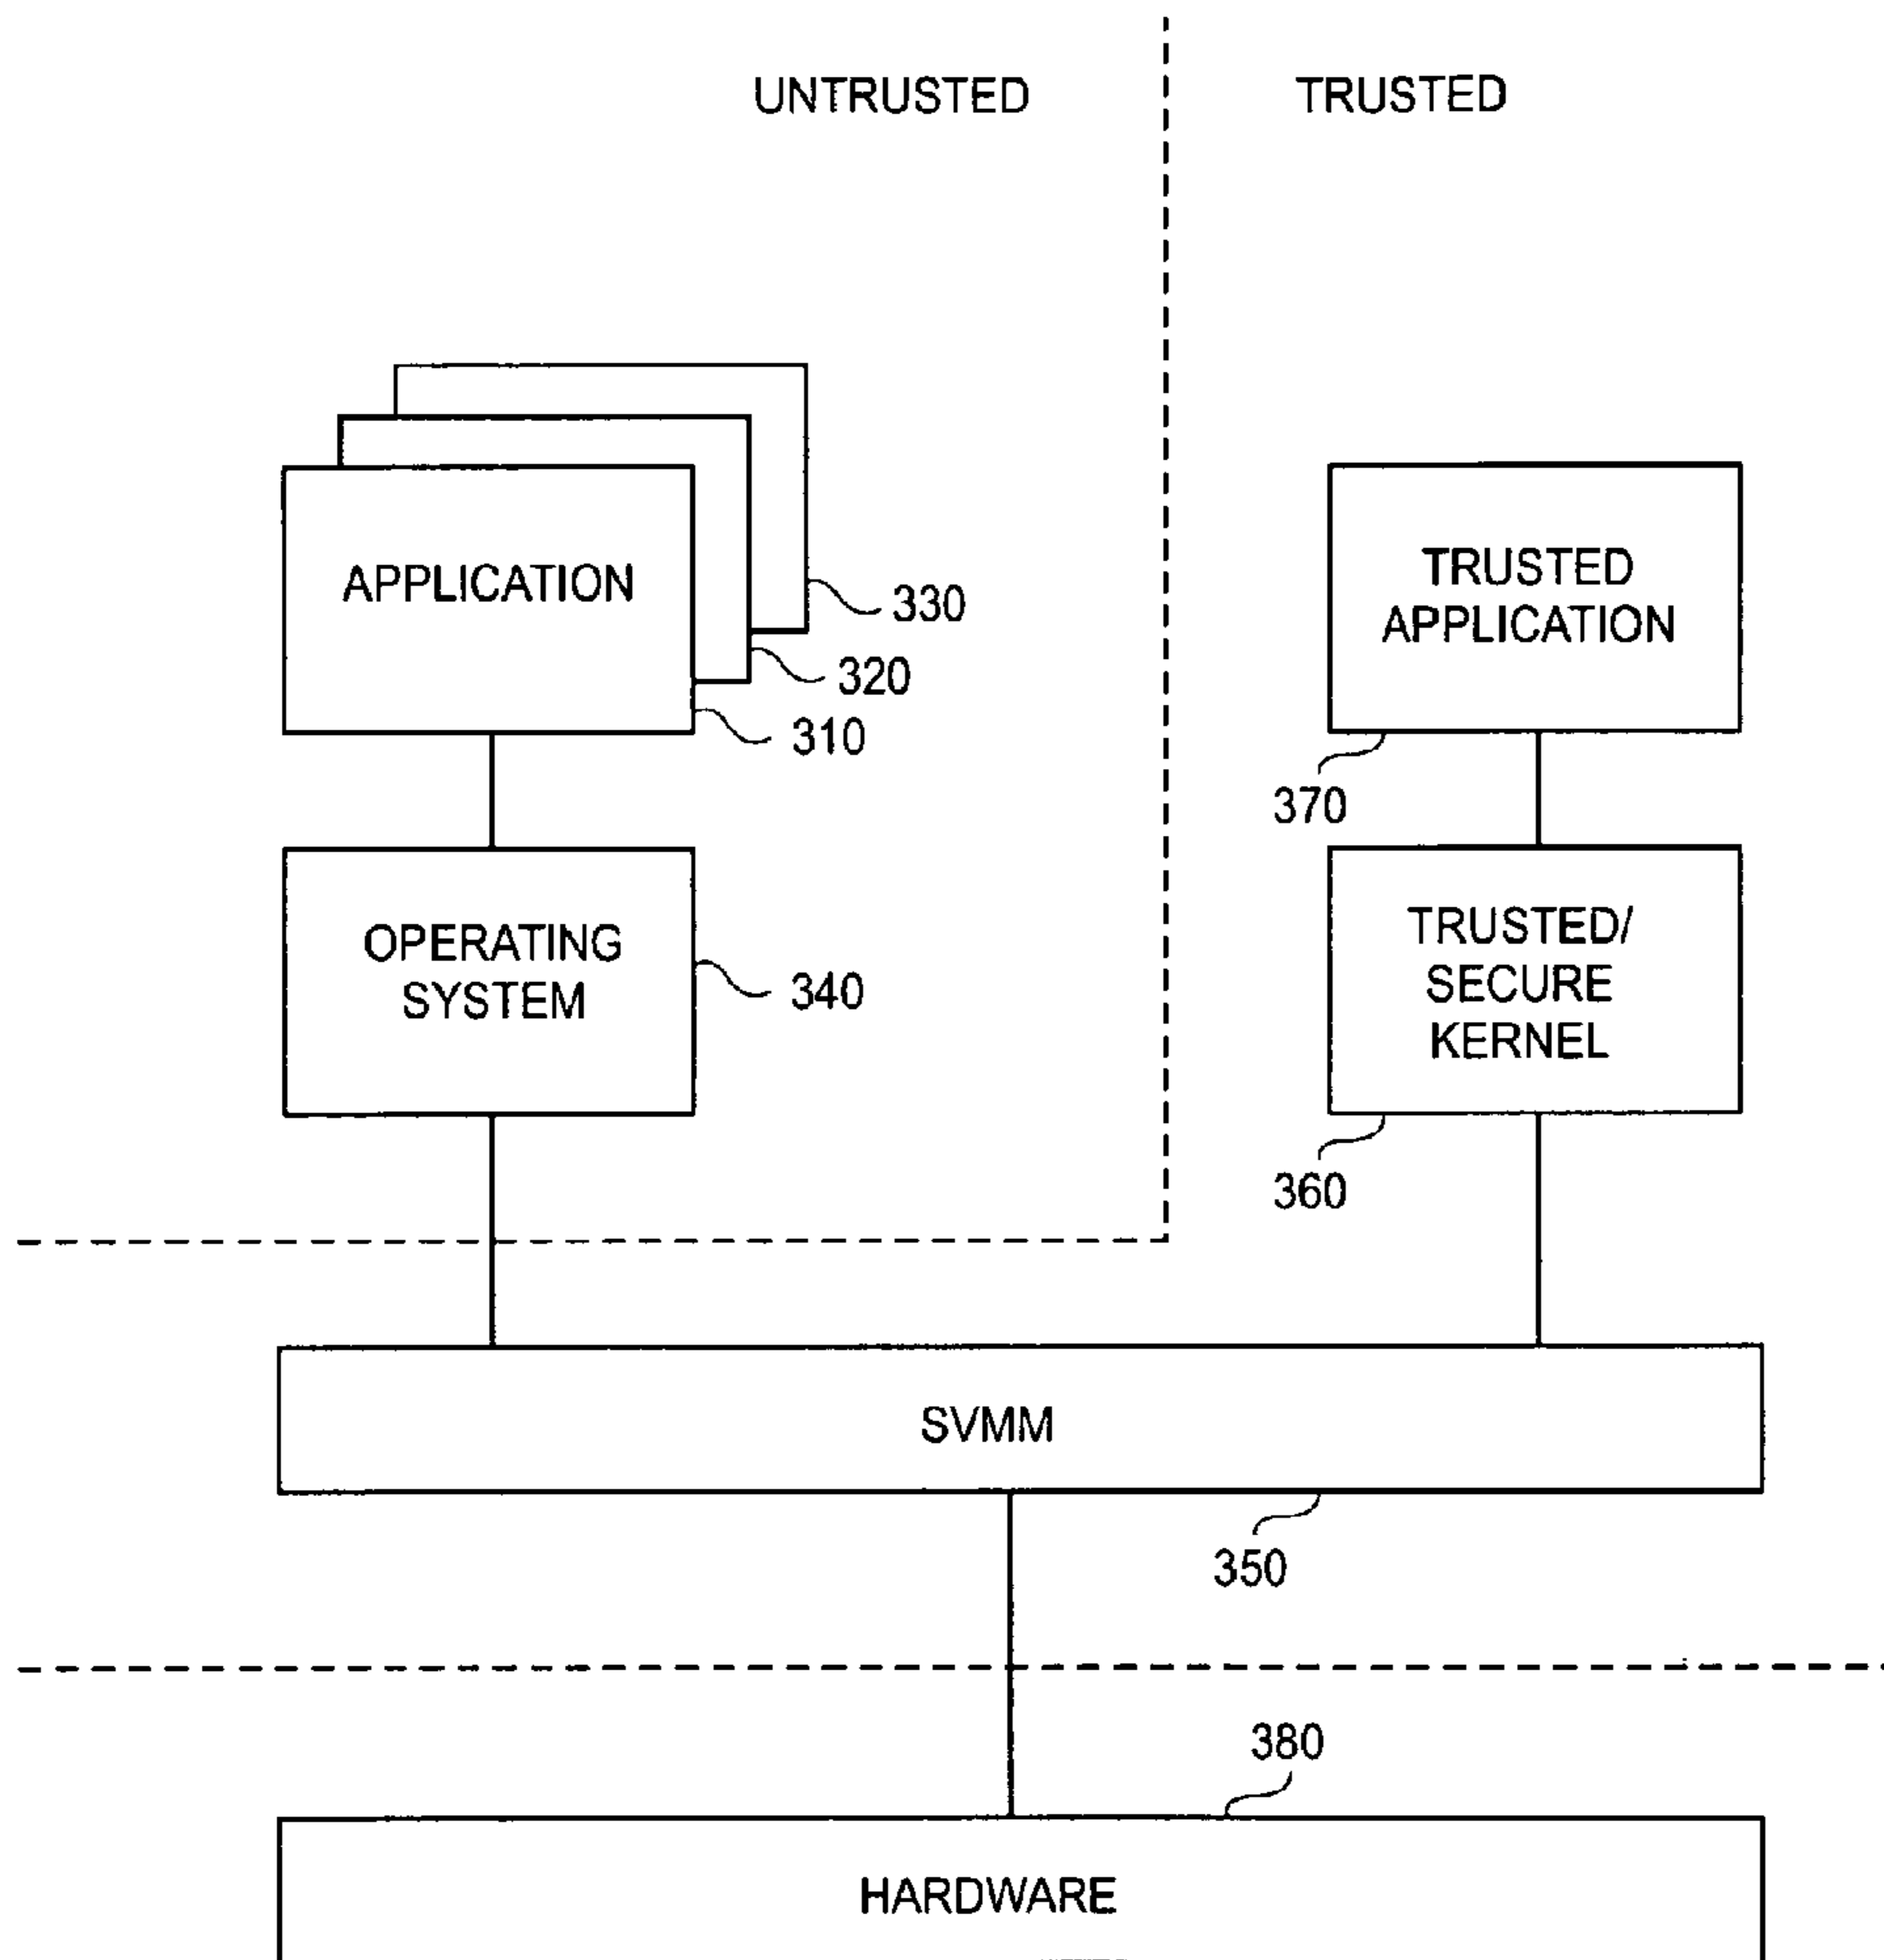 UNTRUSTED
TRUSTED
APPLICATION
330
320
310
TRUSTED
APPLICATION
370
OPERATING
SYSTEM
340
TRUSTED/
SECURE
KERNEL
360
SVMM
350
380
HARDWARE